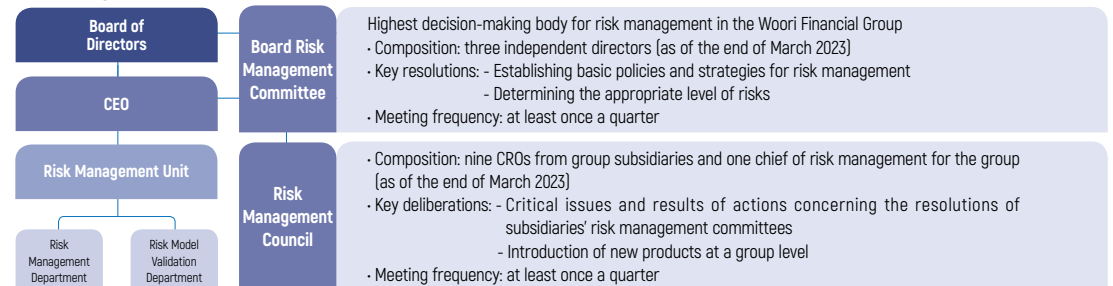 Board of
Directors
CEO
Risk Management Unit
Risk
Management
Department
Risk Model
Validation
Department
Board Risk
Management
Committee
Highest decision-making body for risk management in the Woori Financial Group
· Composition: three independent directors (as of the end of March 2023)
· Key resolutions: - Establishing basic policies and strategies for risk management
- Determining the appropriate level of risks
· Meeting frequency: at least once a quarter
Risk
Management
Council
· Composition: nine CROs from group subsidiaries and one chief of risk management for the group
(as of the end of March 2023)
· Key deliberations: - Critical issues and results of actions concerning the resolutions of
subsidiaries' risk management committees
- Introduction of new products at a group level
· Meeting frequency: at least once a quarter